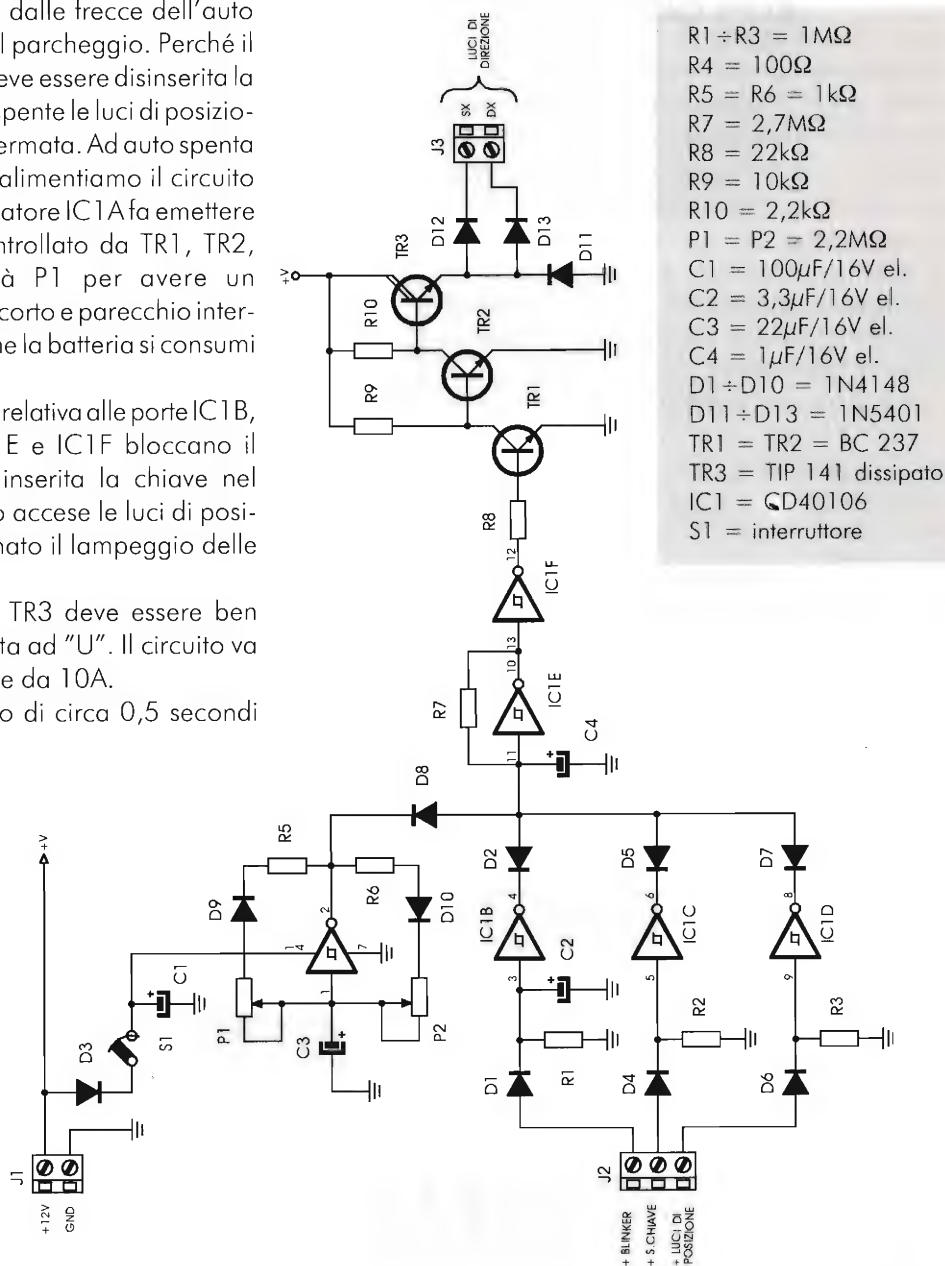 dalle frecce dell'auto
l parcheggio. Perché il
eve essere disinserita la
spente le luci di posizio-
ermata. Ad auto spenta
alimentiamo il circuito
atore IC1A fa emettere
ntrollato da TR1, TR2,
à P1 per avere un
corto e parecchio inter-
ne la batteria si consumi
relativa alle porte IC1B,
E e IC1F bloccano il
inserita la chiave nel
o accese le luci di posi-
nato il lampeggio delle
TR3 deve essere ben
ta ad "U". Il circuito va
e da 10A.
o di circa 0,5 secondi
R1÷R3 = 1MΩ
R4 = 100Ω
R5 = R6 = 1kΩ
R7 = 2,7MΩ
R8 = 22kΩ
R9 = 10kΩ
R10 = 2,2kΩ
P1 = P2 = 2,2MΩ
C1 = 100µF/16V el.
C2 = 3,3µF/16V el.
C3 = 22µF/16V el.
C4 = 1µF/16V el.
D1÷D10 = 1N4148
D11÷D13 = 1N5401
TR1 = TR2 = BC 237
TR3 = TIP 141 dissipato
IC1 = CD40106
S1 = interruttore
LUCI DI
DIREZIONE
SX
DX
J3
D12
D13
D11
TR3
+V
R10
TR2
R9
TR1
R8
12
IC1F
13
10
R7
IC1E
11
+
C4
D8
+V
R5
D9
R6
D10
2
1
4
7
1
P1
P2
C3
+
+
C1
S1
D3
J1
+12V
GND
D2
D5
D7
4
6
8
IC1B
IC1C
IC1D
3
5
9
+
C2
R1
R2
R3
D1
D4
D6
J2
+ BLINKER
+ S.CHIAVE
+ LUCI DI
POSIZIONE